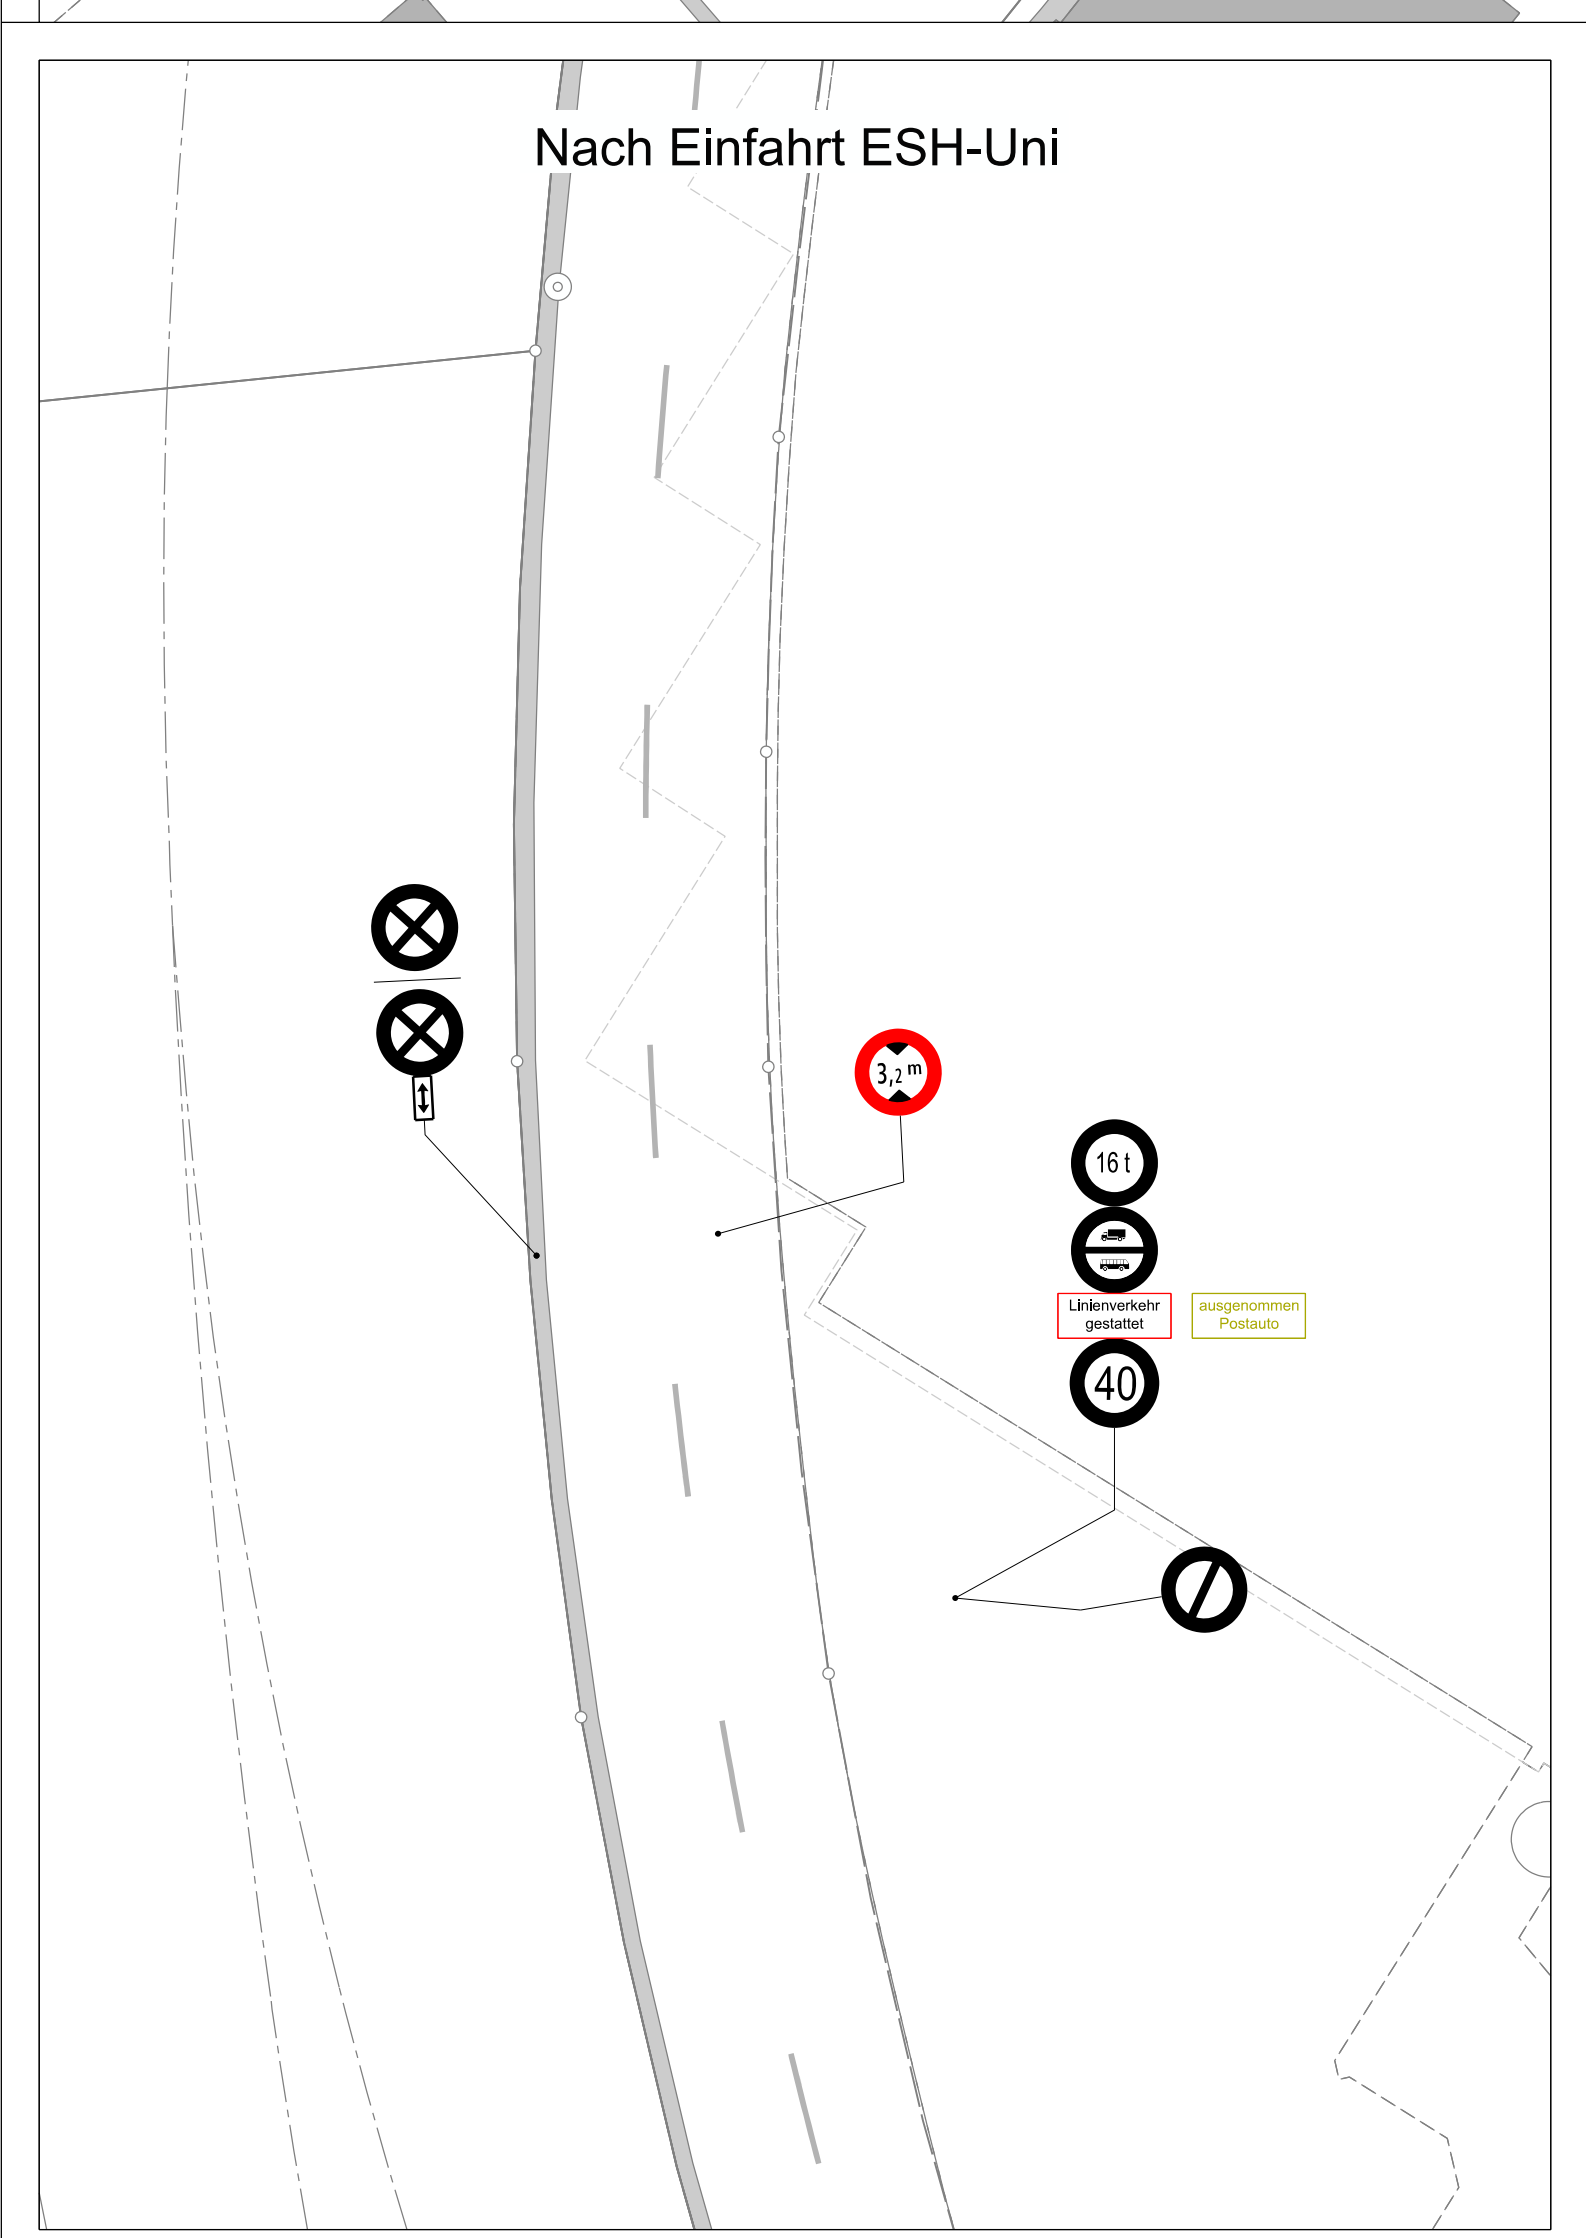 Nach Einfahrt ESH-Uni
3,2 m
16 t
Linienverkehr
gestattet
ausgenommen
Postauto
40